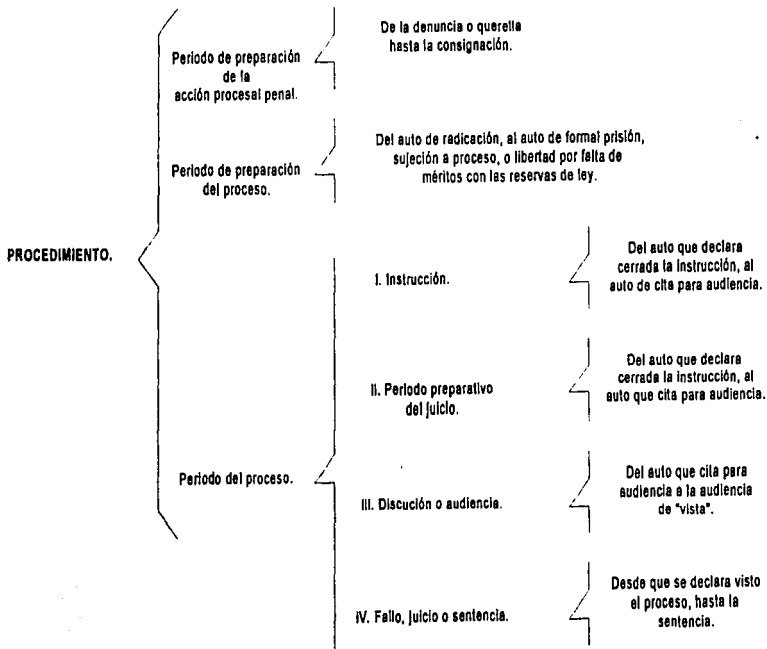 De la denuncia o querella
hasta la consignación.
Periodo de preparación
de la
acción procesal penal.
Del auto de radicación, al auto de formal prisión,
sujeción a proceso, o libertad por falta de
méritos con las reservas de ley.
Periodo de preparación
del proceso.
PROCEDIMIENTO.
I. Instrucción.
Del auto que declara
cerrada la instrucción, al
auto de cita para audiencia.
II. Periodo preparativo
del juicio.
Del auto que declara
cerrada la instrucción, al
auto que cita para audiencia.
Periodo del proceso.
III. Discución o audiencia.
Del auto que cita para
audiencia a la audiencia
de "vista".
IV. Fallo, juicio o sentencia.
Desde que se declara visto
el proceso, hasta la
sentencia.